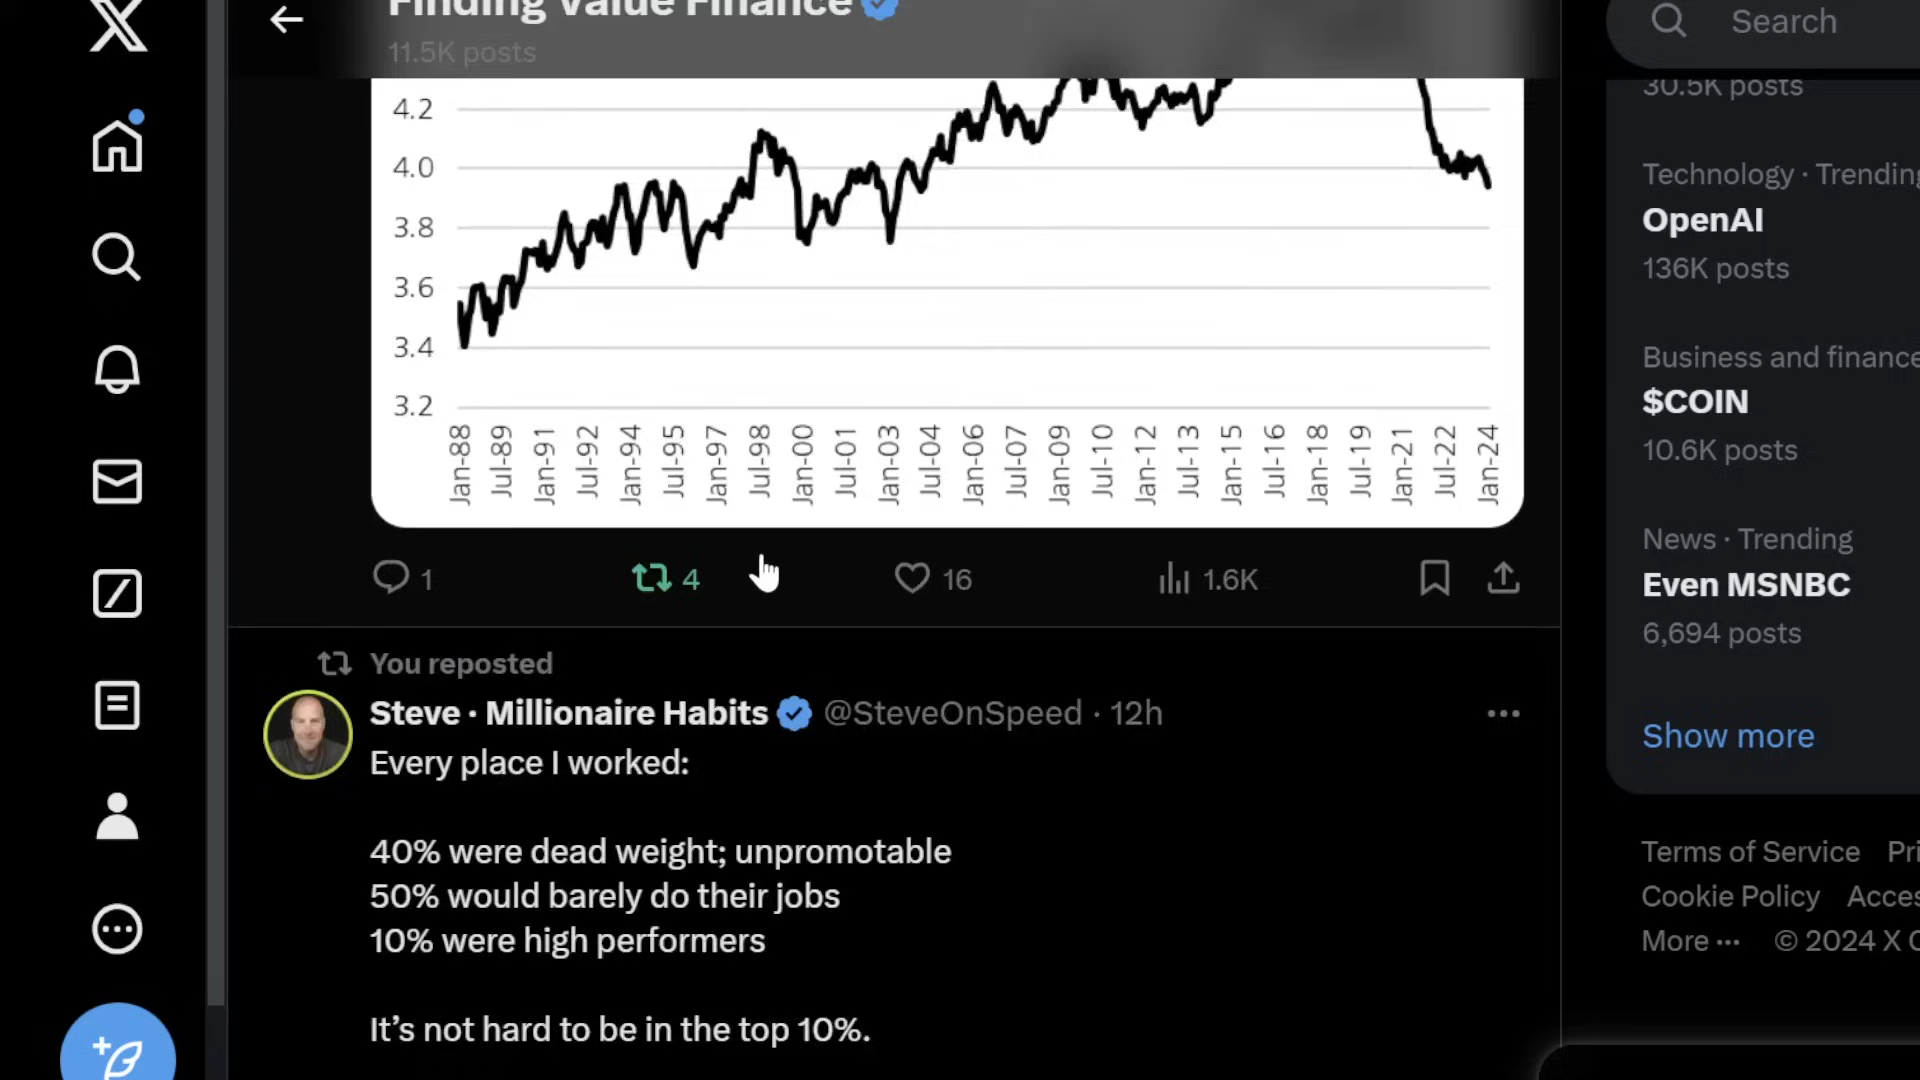 Finding Value Finance
11.5K posts
Search
4.2
4.0
3.8
3.6
3.4
3.2
Jan-88 Jul-89 Jan-91 Jul-92 Jan-94 Jul-95 Jan-97 Jul-98 Jan-00 Jul-01 Jan-03 Jul-04 Jan-06 Jul-07 Jan-09 Jul-10 Jan-12 Jul-13 Jan-15 Jul-16 Jan-18 Jul-19 Jan-21 Jul-22 Jan-24
1 4 16 1.6K
You reposted
Steve · Millionaire Habits @SteveOnSpeed · 12h
Every place I worked:
40% were dead weight; unpromotable
50% would barely do their jobs
10% were high performers
It's not hard to be in the top 10%.
30.5K posts
Technology · Trending
OpenAI
136K posts
Business and finance
$COIN
10.6K posts
News · Trending
Even MSNBC
6,694 posts
Show more
Terms of Service Pri
Cookie Policy Acces
More ··· © 2024 X C